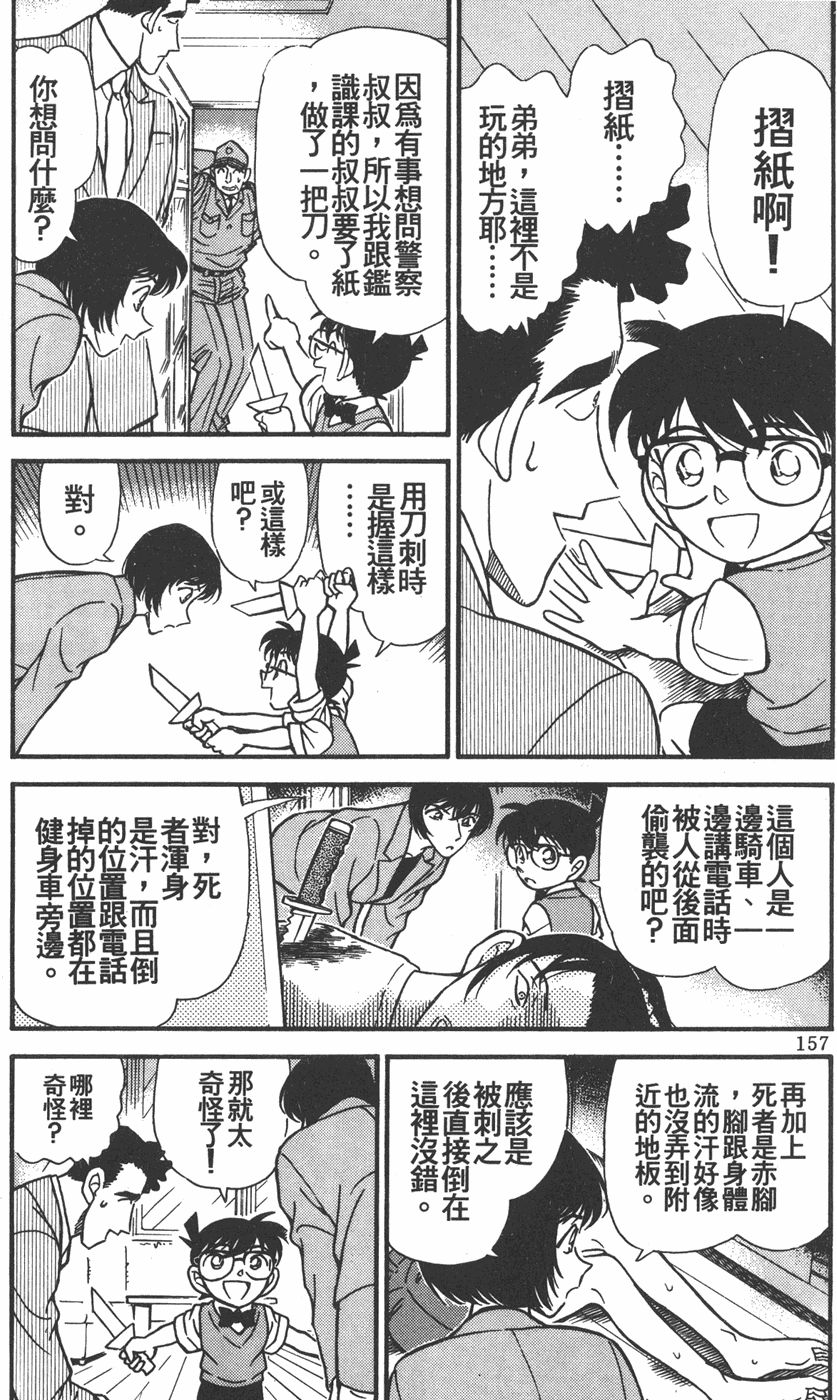 摺紙啊！
摺紙……
弟弟，這裡不是
玩的地方耶……
因爲有事想問警察
叔叔，所以我跟鑑
識課的叔叔要了紙
，做了一把刀。
你想問什麼？
用刀刺時
是握這樣
……
或這樣
吧？
對。
這個人是一
邊騎車、一
邊講電話時
被人從後面
偷襲的吧？
對，死
者渾身
是汗，而且倒
的位置跟電話
掉的位置都在
健身車旁邊。
157
再加上
死者是赤腳
，腳跟身體
流的汗好像
也沒弄到附
近的地板。
應該是
被刺之
後直接倒在
這裡沒錯。
那就太
奇怪了！
哪裡
奇怪？